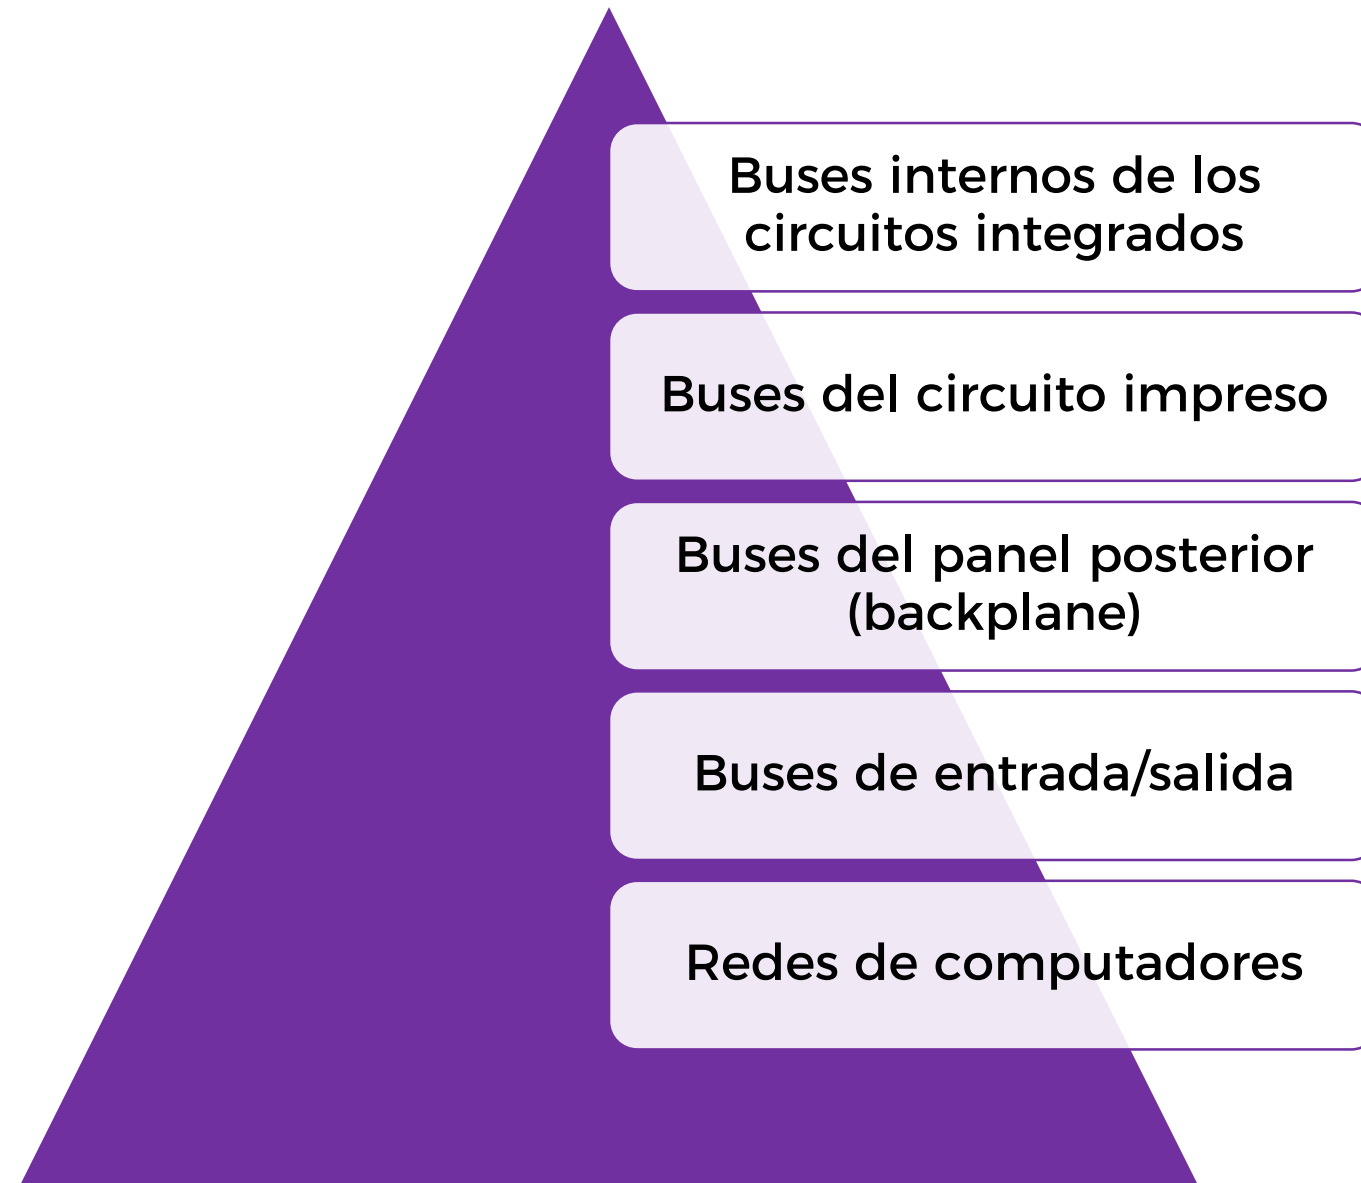 Buses internos de los
circuitos integrados
Buses del circuito impreso
Buses del panel posterior
(backplane)
Buses de entrada/salida
Redes de computadores